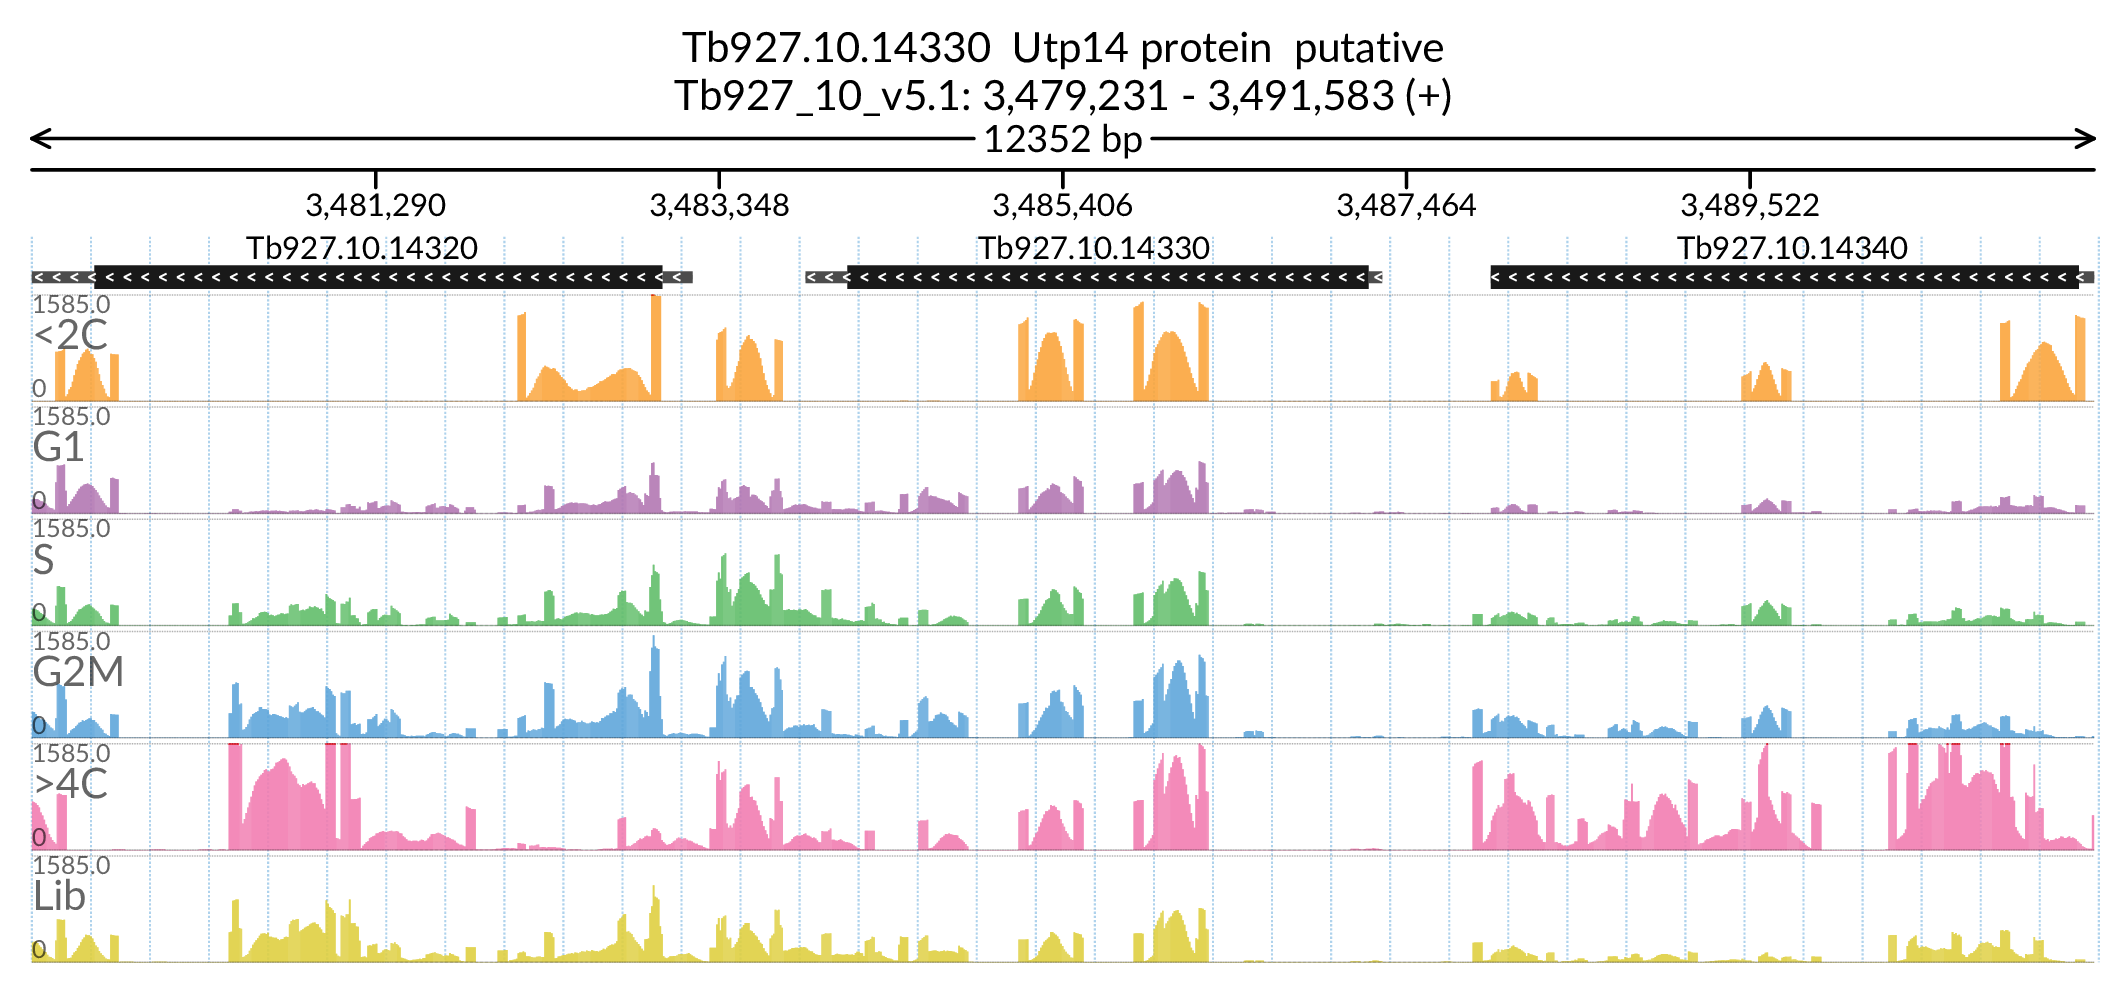 Tb927.10.14330  Utp14 protein  putative
Tb927_10_v5.1: 3,479,231 - 3,491,583 (+)
12352 bp
3,481,290 3,483,348 3,485,406 3,487,464 3,489,522
Tb927.10.14320 Tb927.10.14330 Tb927.10.14340
1585.0
<2C
0
1585.0
G1
0
1585.0
S
0
1585.0
G2M
0
1585.0
>4C
0
1585.0
Lib
0